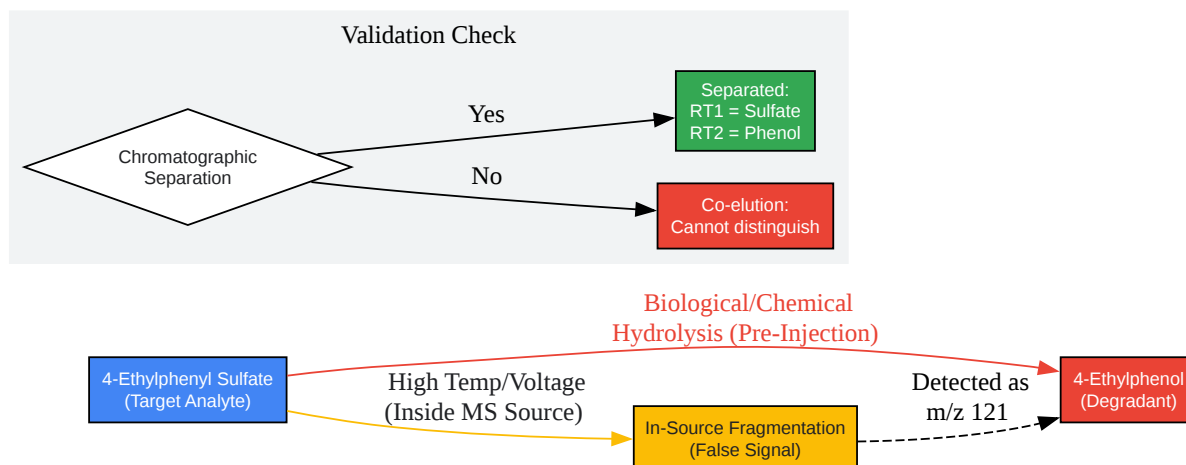 Validation Check
Chromatographic
Separation
Yes
No
Separated:
RT1 = Sulfate
RT2 = Phenol
Co-elution:
Cannot distinguish
Biological/Chemical
Hydrolysis (Pre-Injection)
4-Ethylphenyl Sulfate
(Target Analyte)
High Temp/Voltage
(Inside MS Source)
In-Source Fragmentation
(False Signal)
Detected as
m/z 121
4-Ethylphenol
(Degradant)